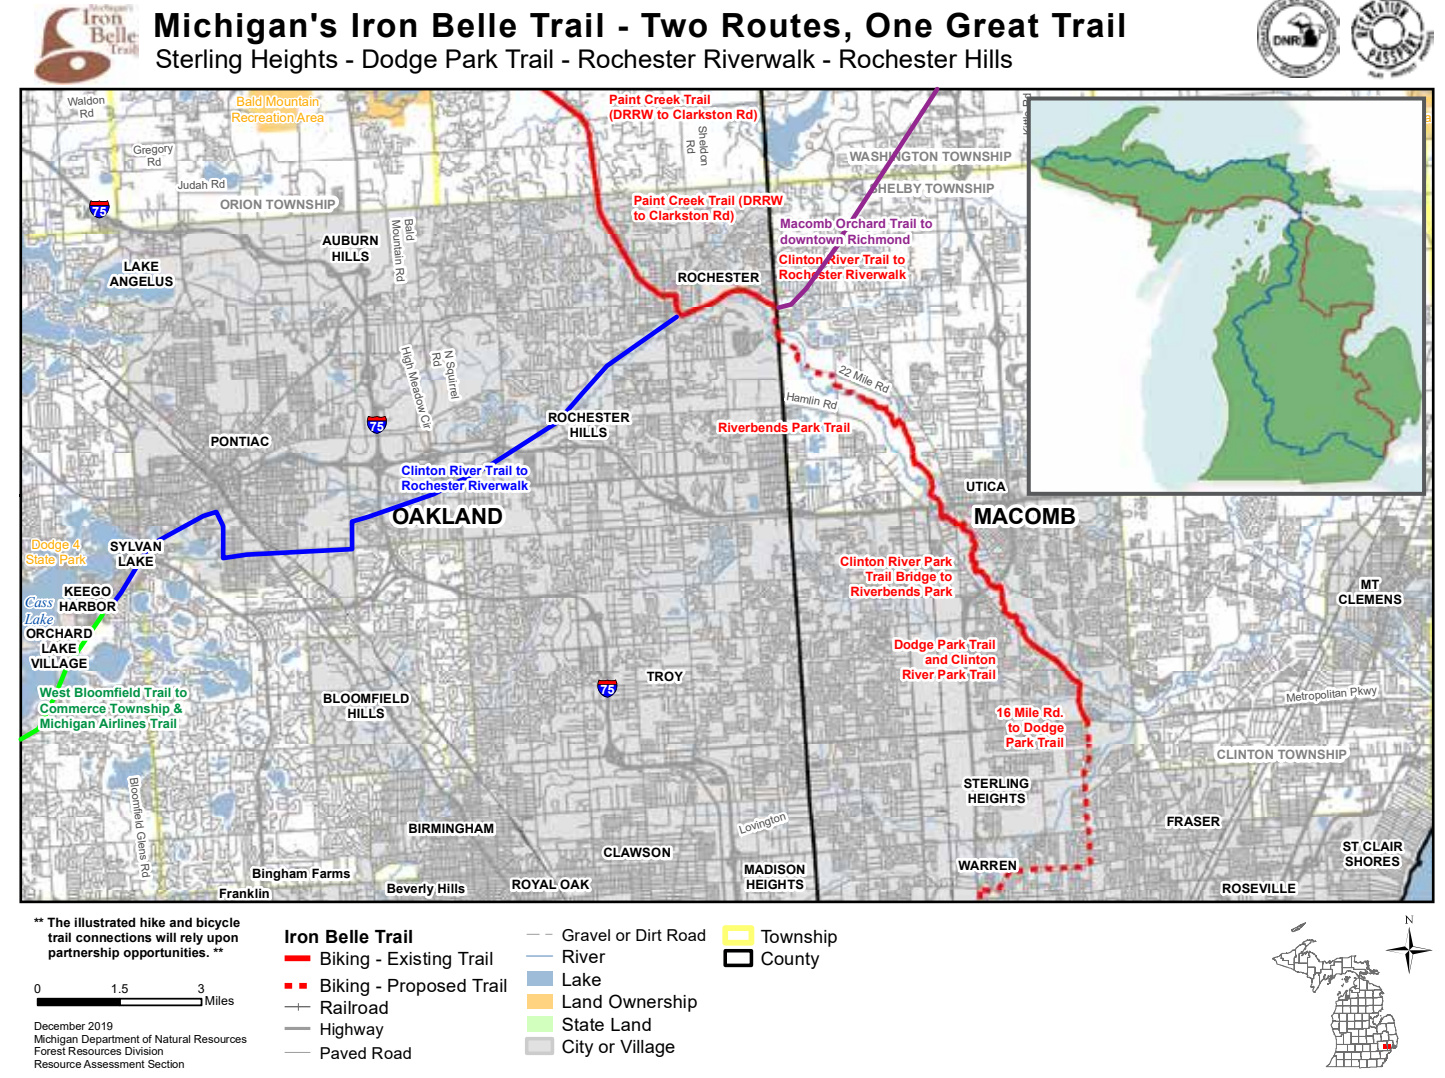 Michigan's
Iron
Belle
Trail
Michigan's Iron Belle Trail - Two Routes, One Great Trail
Sterling Heights - Dodge Park Trail - Rochester Riverwalk - Rochester Hills
DNR
MICHIGAN
RECREATION
PASSPORT
Waldon
Rd
Bald Mountain
Recreation Area
Paint Creek Trail
(DRRW to Clarkston Rd)
Sheldon
Rd
Gregory
Rd
WASHINGTON TOWNSHIP
Judah Rd
SHELBY TOWNSHIP
75
ORION TOWNSHIP
Paint Creek Trail (DRRW
to Clarkston Rd)
Bald
Mountain Rd
Macomb Orchard Trail to
downtown Richmond
AUBURN
HILLS
Clinton River Trail to
Rochester Riverwalk
LAKE
ANGELUS
ROCHESTER
High Meadow Cir
N Squirrel
Rd
22 Mile Rd
Hamlin Rd
75
ROCHESTER
HILLS
Riverbends Park Trail
PONTIAC
Clinton River Trail to
Rochester Riverwalk
UTICA
OAKLAND
MACOMB
Dodge 4
State Park
SYLVAN
LAKE
Clinton River Park
Trail Bridge to
Riverbends Park
KEEGO
HARBOR
MT
CLEMENS
Cass
Lake
ORCHARD
LAKE
VILLAGE
Dodge Park Trail
and Clinton
River Park Trail
TROY
75
West Bloomfield Trail to
Commerce Township &
Michigan Airlines Trail
BLOOMFIELD
HILLS
Metropolitan Pkwy
16 Mile Rd.
to Dodge
Park Trail
CLINTON TOWNSHIP
Bloomfield Glens Rd
STERLING
HEIGHTS
BIRMINGHAM
Lovington
FRASER
CLAWSON
ST CLAIR
SHORES
WARREN
Bingham Farms
MADISON
HEIGHTS
Franklin
Beverly Hills
ROYAL OAK
ROSEVILLE
** The illustrated hike and bicycle
trail connections will rely upon
partnership opportunities. **
0 1.5 3
Miles
December 2019
Michigan Department of Natural Resources
Forest Resources Division
Resource Assessment Section
Iron Belle Trail
Biking - Existing Trail
Biking - Proposed Trail
Railroad
Highway
Paved Road
Gravel or Dirt Road
River
Lake
Land Ownership
State Land
City or Village
Township
County
N